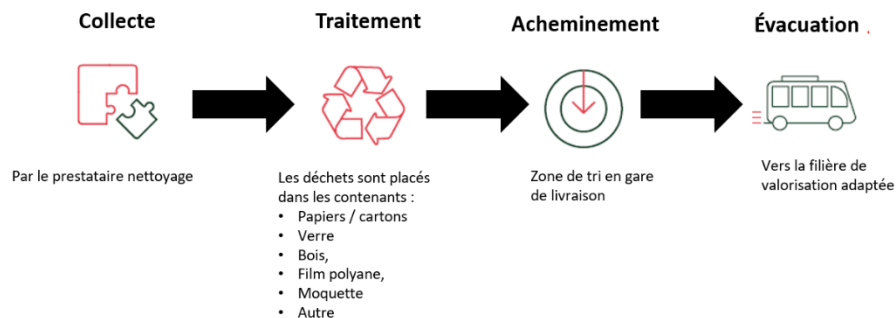 Collecte
Traitement
Acheminement
Évacuation .
Par le prestataire nettoyage
Les déchets sont placés
dans les contenants :
• Papiers / cartons
• Verre
• Bois,
• Film polyane,
• Moquette
• Autre
Zone de tri en gare
de livraison
Vers la filière de
valorisation adaptée